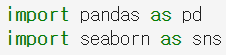 import pandas as pd
import seaborn as sns